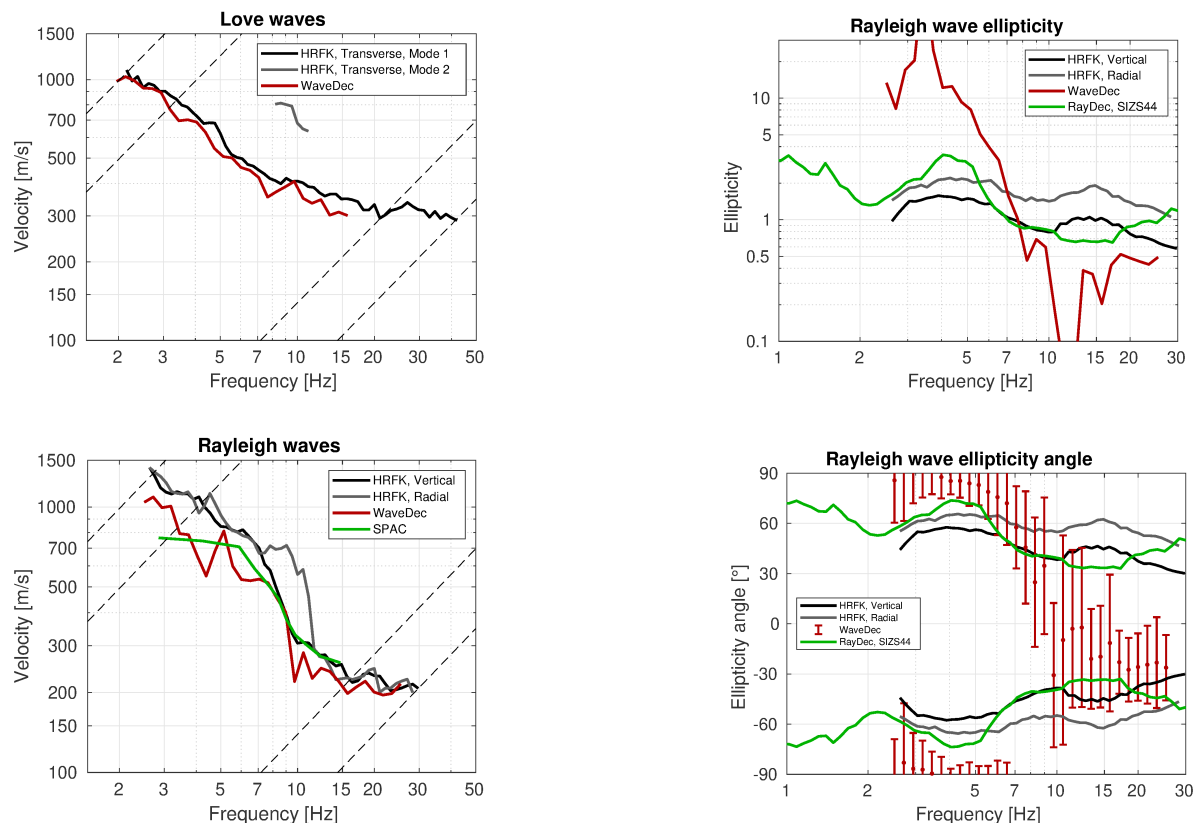 Love waves
1500
1000
700
500
300
200
150
100
Velocity [m/s]
HRFK, Transverse, Mode 1
HRFK, Transverse, Mode 2
WaveDec
2 3 5 7 10 15 20 30 50
Frequency [Hz]
Rayleigh wave ellipticity
10
5
2
1
0.5
0.1
Ellipticity
HRFK, Vertical
HRFK, Radial
WaveDec
RayDec, SIZS44
1 2 5 10 15 20 30
Frequency [Hz]
Rayleigh waves
1500
1000
700
500
300
200
150
100
Velocity [m/s]
HRFK, Vertical
HRFK, Radial
WaveDec
SPAC
2 3 5 7 10 15 20 30 50
Frequency [Hz]
Rayleigh wave ellipticity angle
90
60
30
0
-30
-60
-90
Ellipticity angle [°]
HRFK, Vertical
HRFK, Radial
WaveDec
RayDec, SIZS44
1 2 5 7 10 15 20 30
Frequency [Hz]